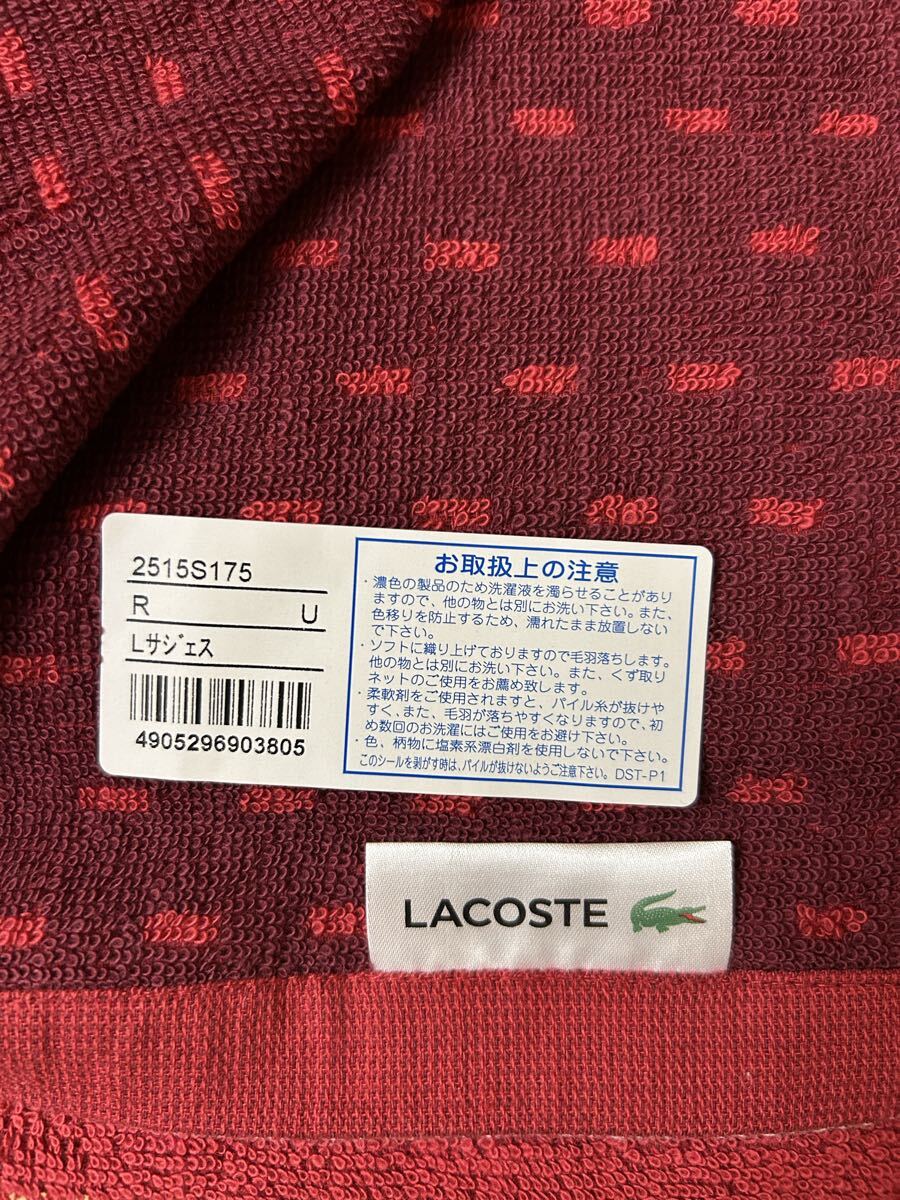 2515S175
R U
Lサジェス
4905296903805
お取扱上の注意
・濃色の製品のため洗濯液を濁らせることがあり
ますので、他の物とは別にお洗い下さい。また、
色移りを防止するため、濡れたまま放置しない
で下さい。
・ソフトに織り上げておりますので毛羽落ちします。
他の物とは別にお洗い下さい。また、くず取り
ネットのご使用をお薦め致します。
・柔軟剤をご使用されますと、パイル糸が抜けや
すく、また、毛羽が落ちやすくなりますので、初
め数回のお洗濯にはご使用をお避け下さい。
・色、柄物に塩素系漂白剤を使用しないで下さい。
このシールを剥がす時は、パイルが抜けないようご注意下さい。 DST-P1
LACOSTE